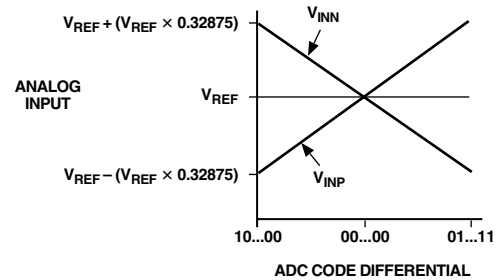 V_REF + (V_REF × 0.32875)
V_INN
ANALOG
INPUT
V_REF
V_REF – (V_REF × 0.32875)
V_INP
10...00
00...00
01...11
ADC CODE DIFFERENTIAL